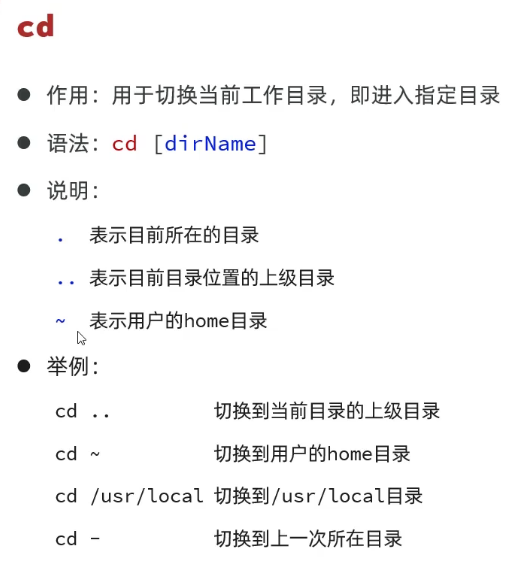 cd
● 作用：用于切换当前工作目录，即进入指定目录
● 语法：cd [dirName]
● 说明：
. 表示目前所在的目录
.. 表示目前目录位置的上级目录
~ 表示用户的home目录
● 举例：
cd .. 切换到当前目录的上级目录
cd ~ 切换到用户的home目录
cd /usr/local 切换到/usr/local目录
cd - 切换到上一次所在目录